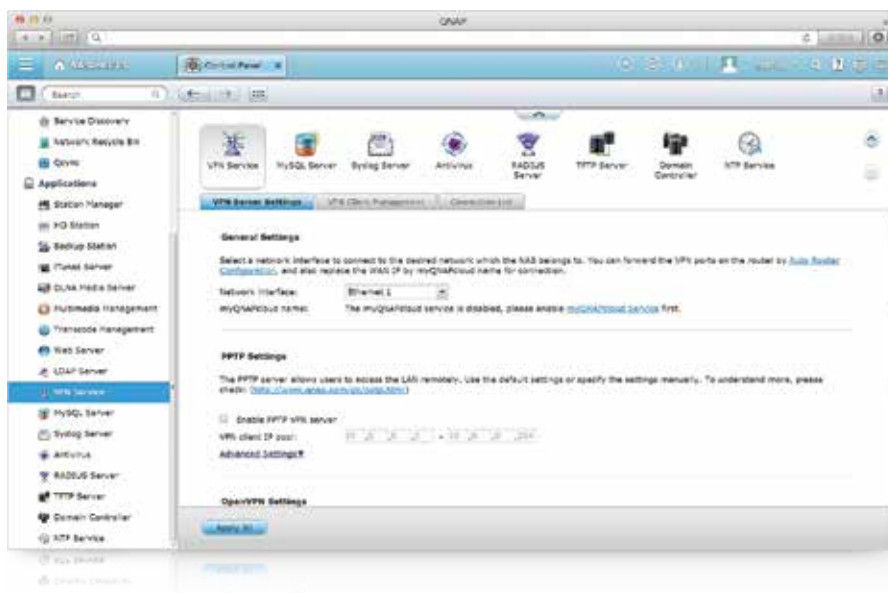 QNAP
Control Panel
Search
Service Discovery
Network Recycle Bin
Qsync
Applications
Station Manager
HD Station
Backup Station
iTunes Server
DLNA Media Server
Multimedia Management
Transcode Management
Web Server
LDAP Server
VPN Service
MySQL Server
Syslog Server
Antivirus
RADIUS Server
TFTP Server
Domain Controller
NTP Service
VPN Service
MySQL Server
Syslog Server
Antivirus
RADIUS
Server
TFTP Server
Domain
Controller
NTP Service
VPN Server Settings
VPN Client Management
Connection List
General Settings
Select a network interface to connect to the desired network which the NAS belongs to. You can forward the VPN ports on the router by Auto Router
Configuration, and also replace the WAN IP by myQNAPcloud name for connection.
Network interface: Ethernet 1
myQNAPcloud name: The myQNAPcloud service is disabled, please enable myQNAPcloud Service first.
PPTP Settings
The PPTP server allows users to access the LAN remotely. Use the default settings or specify the settings manually. To understand more, please
check:
Enable PPTP VPN server
VPN client IP pool:
Advanced Settings
OpenVPN Settings
Apply All